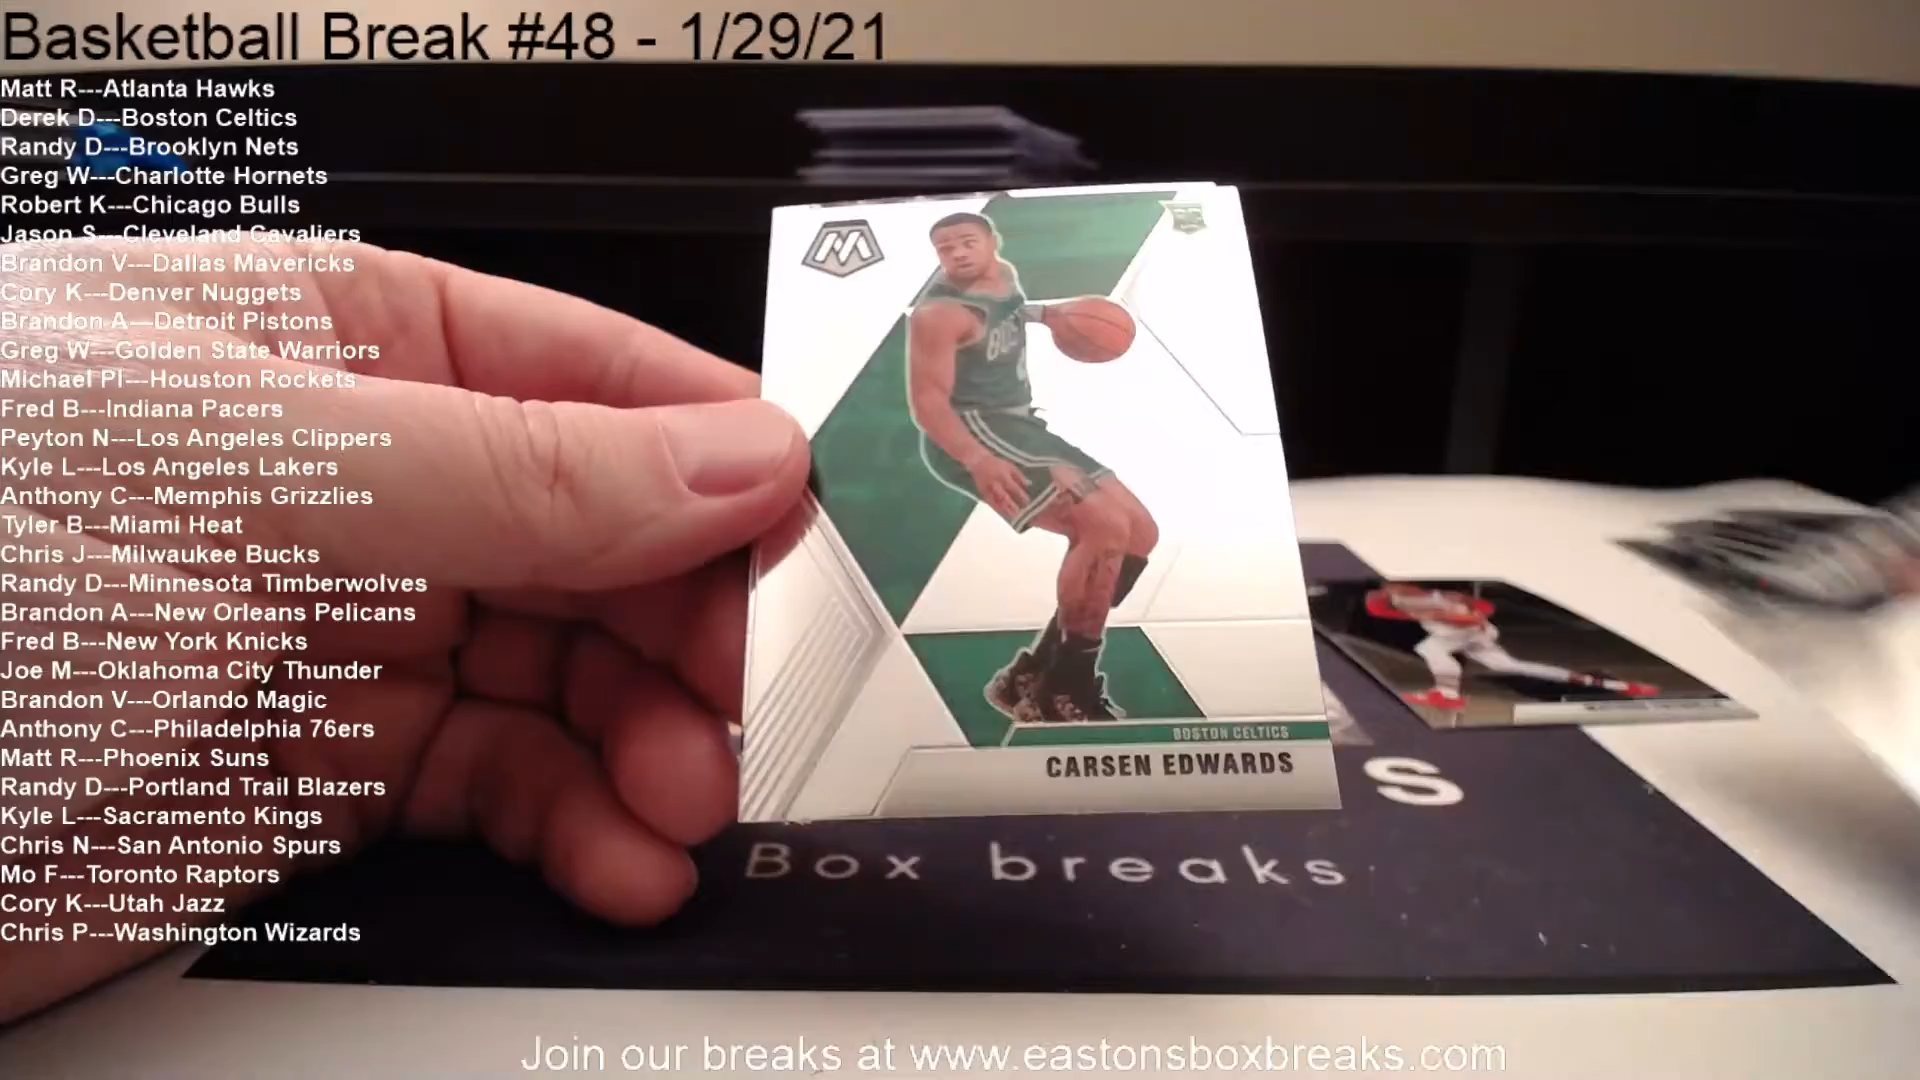 Basketball Break #48 - 1/29/21
Matt R---Atlanta Hawks
Derek D---Boston Celtics
Randy D---Brooklyn Nets
Greg W---Charlotte Hornets
Robert K---Chicago Bulls
Jason S---Cleveland Cavaliers
Brandon V---Dallas Mavericks
Cory K---Denver Nuggets
Brandon A---Detroit Pistons
Greg W---Golden State Warriors
Michael Pl---Houston Rockets
Fred B---Indiana Pacers
Peyton N---Los Angeles Clippers
Kyle L---Los Angeles Lakers
Anthony C---Memphis Grizzlies
Tyler B---Miami Heat
Chris J---Milwaukee Bucks
Randy D---Minnesota Timberwolves
Brandon A---New Orleans Pelicans
Fred B---New York Knicks
Joe M---Oklahoma City Thunder
Brandon V---Orlando Magic
Anthony C---Philadelphia 76ers
Matt R---Phoenix Suns
Randy D---Portland Trail Blazers
Kyle L---Sacramento Kings
Chris N---San Antonio Spurs
Mo F---Toronto Raptors
Cory K---Utah Jazz
Chris P---Washington Wizards
M
BOSTON CELTICS
CARSEN EDWARDS
S
Box breaks
Join our breaks at www.eastonsboxbreaks.com